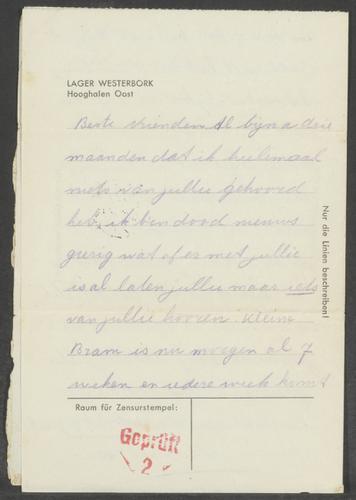 LAGER WESTERBORK
Hooghalen Oost
Beste vrienden Al bijna drie
maanden dat ik heelemaal
niets van jullie gehoord
heb, ik ben dood nieuws
gierig wat of er met jullie
is al laten jullie maar iets
van jullie hooren. Kleine
Bram is nu morgen al 7
weken en iedere week komt
Nur die Linien beschreiben!
Raum für Zensurstempel:
Geprüft
2